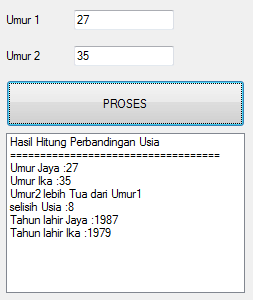 Umur 1 27
Umur 2 35
PROSES
Hasil Hitung Perbandingan Usia
===================================
Umur Jaya :27
Umur Ika :35
Umur2 lebih Tua dari Umur1
selisih Usia :8
Tahun lahir Jaya :1987
Tahun lahir Ika :1979